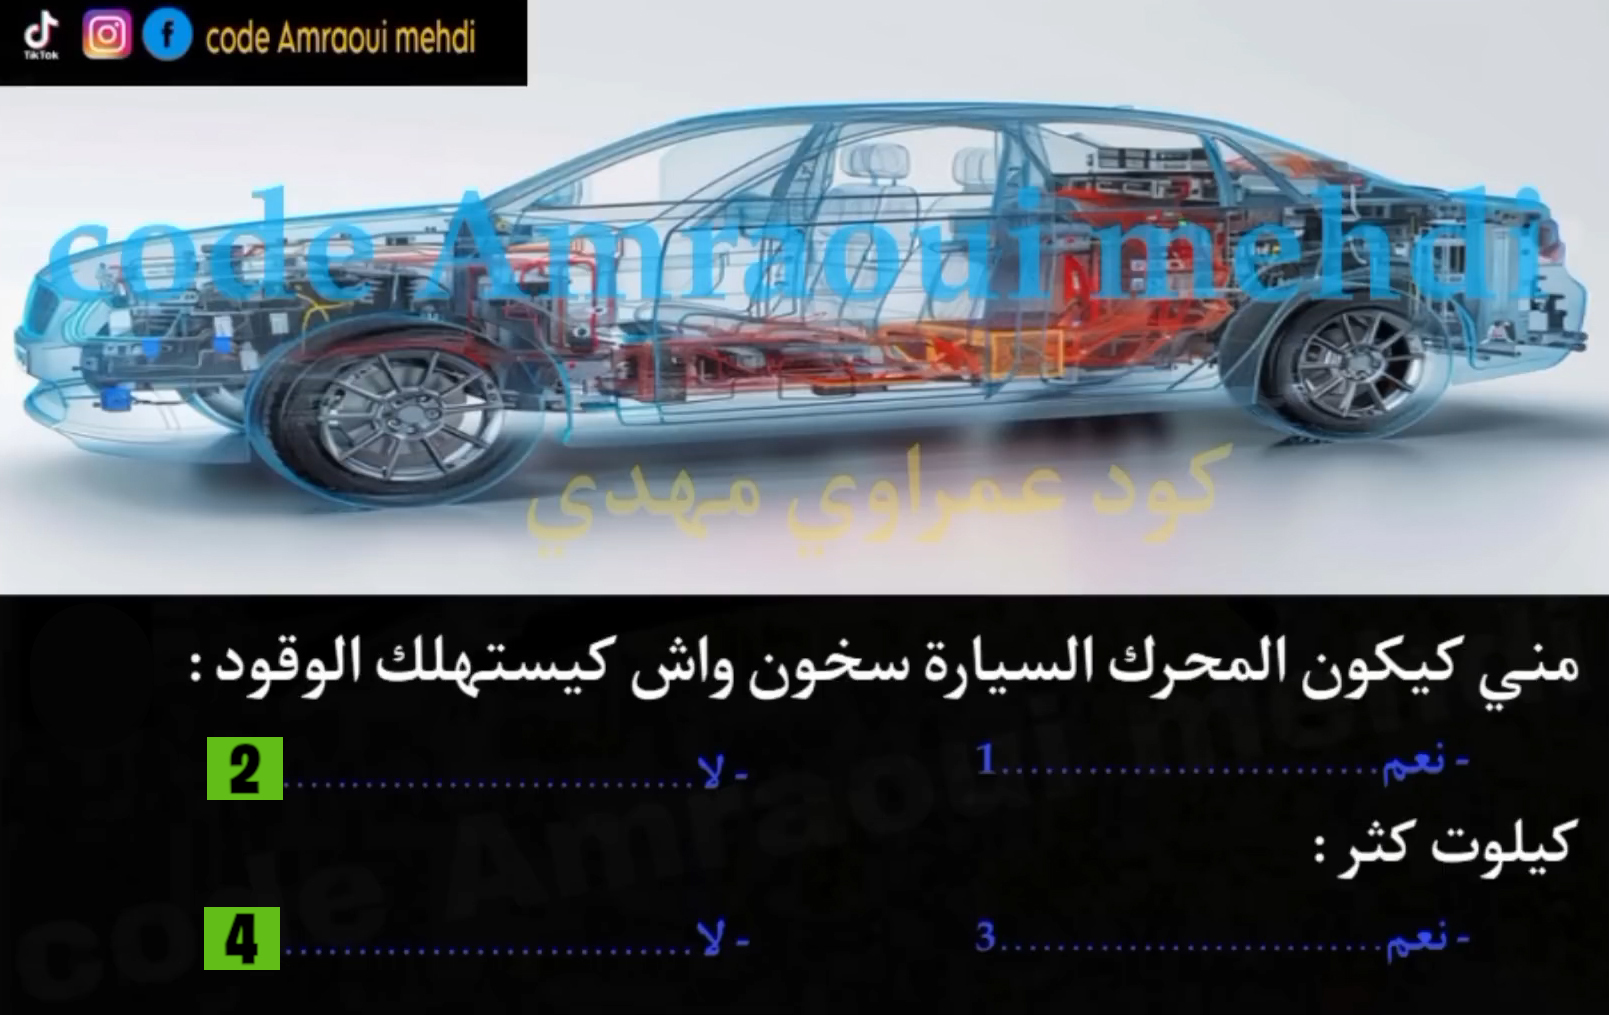 TikTok
code Amraoui mehdi
code Amraoui mehdi
كود عمراوي مهدي
مني كيكون المحرك السيارة سخون واش كيستهلك الوقود :
- نعم..............................1 - لا................................2
كيلوت كثر :
- نعم..............................3 - لا................................4
code Amraoui mehdi